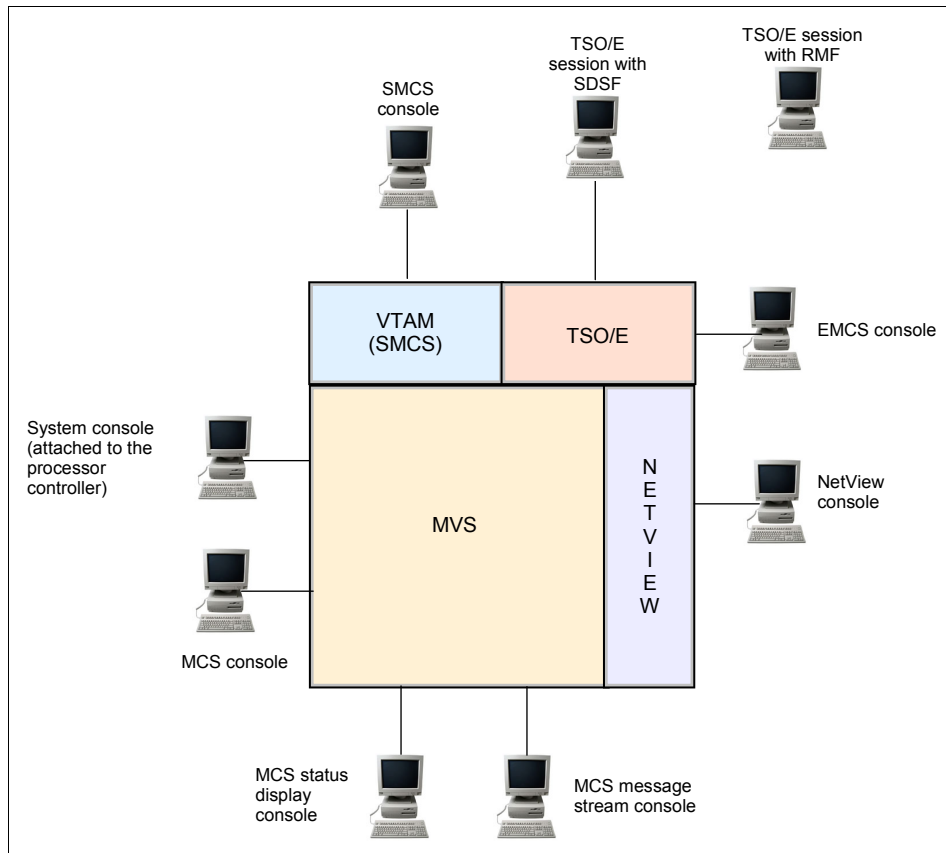 TSO/E
session with
SDSF
TSO/E session
with RMF
SMCS
console
VTAM
(SMCS)
TSO/E
EMCS console
System console
(attached to the
processor
controller)
MVS
N
E
T
V
I
E
W
NetView
console
MCS console
MCS status
display
console
MCS message
stream console